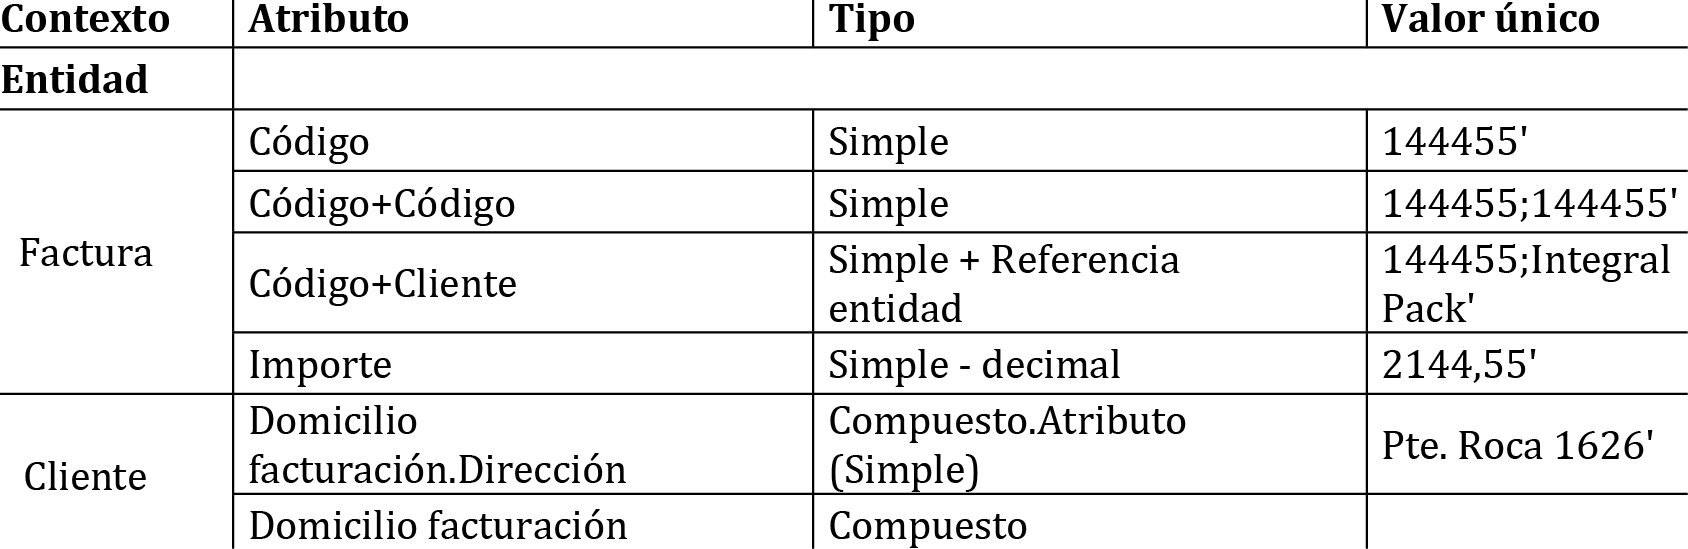 Contexto Atributo Tipo Valor único
Entidad
Código Simple 144455'
Código+Código Simple 144455;144455'
Factura
Código+Cliente Simple + Referencia entidad 144455;Integral Pack'
Importe Simple - decimal 2144,55'
Cliente
Domicilio facturación.Dirección Compuesto.Atributo (Simple) Pte. Roca 1626'
Domicilio facturación Compuesto